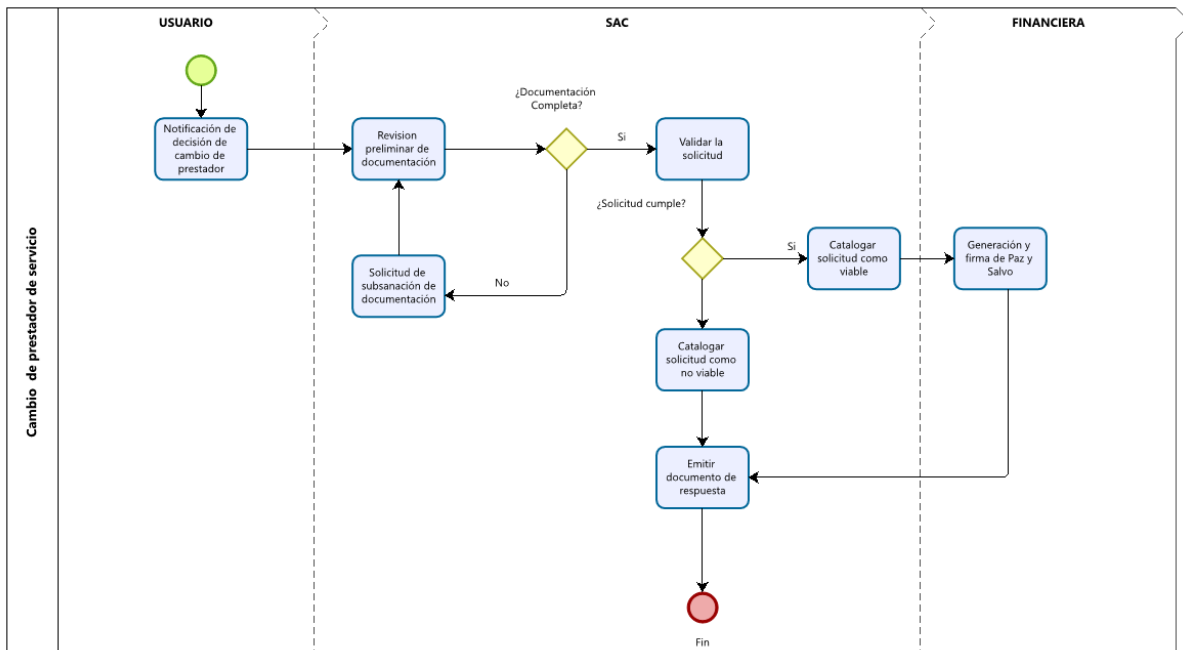 USUARIO
SAC
FINANCIERA
Cambio de prestador de servicio
Notificación de
decisión de
cambio de
prestador
Revision
preliminar de
documentación
¿Documentación
Completa?
Si
Validar la
solicitud
¿Solicitud cumple?
Si
Catalogar
solicitud como
viable
Generación y
firma de Paz y
Salvo
Solicitud de
subsanación de
documentación
No
Catalogar
solicitud como
no viable
Emitir
documento de
respuesta
Fin